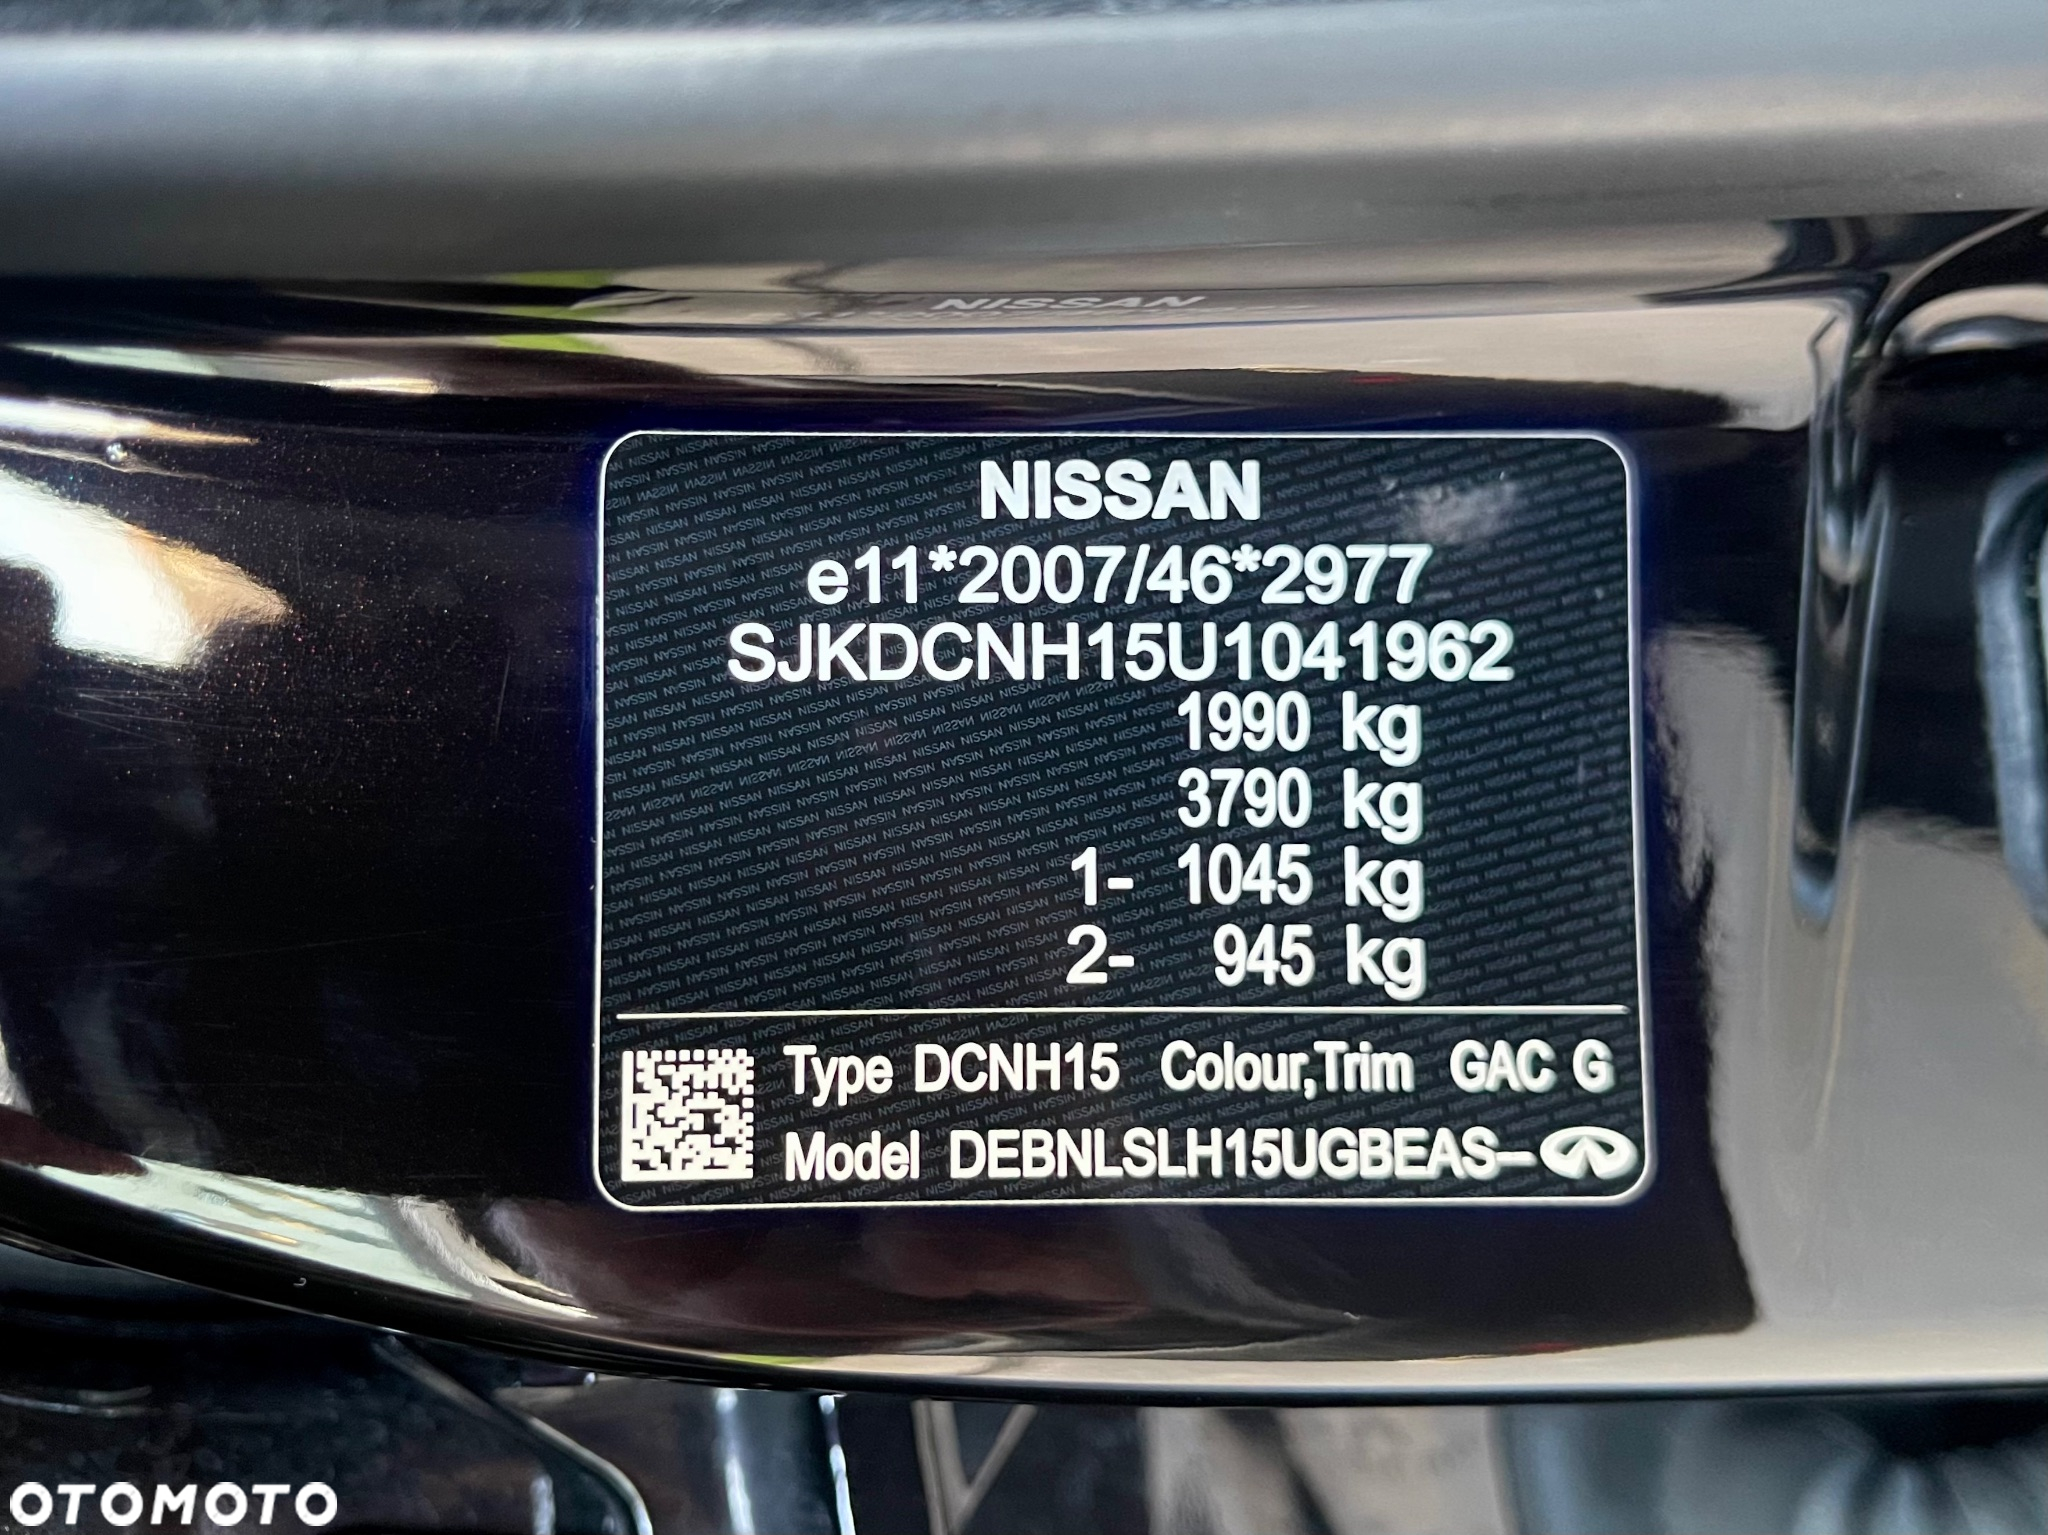 NISSAN
NISSAN
e11*2007/46*2977
SJKDCNH15U1041962
1990 kg
3790 kg
1- 1045 kg
2- 945 kg
Type DCNH15 Colour,Trim GAC G
Model DEBNLSLH15UGBEAS-
OTOMOTO